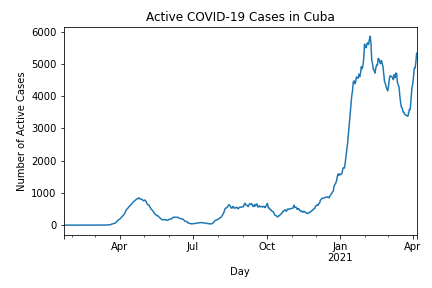 Active COVID-19 Cases in Cuba
6000
5000
4000
3000
2000
1000
0
Number of Active Cases
Apr
Jul
Oct
Jan
2021
Apr
Day